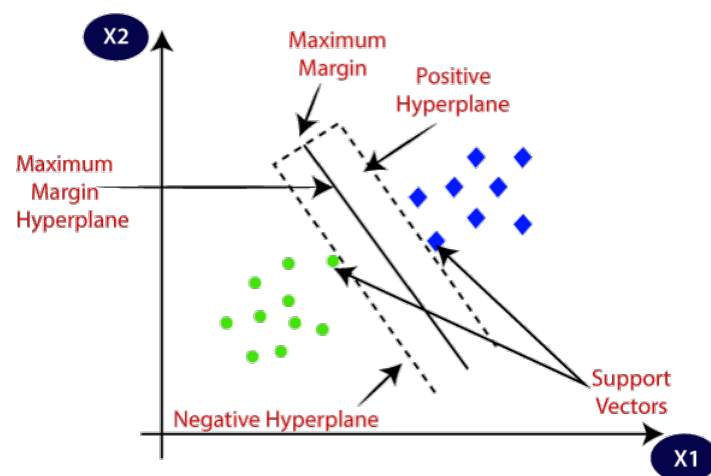 X2
Maximum
Margin
Positive
Hyperplane
Maximum
Margin
Hyperplane
Support
Vectors
Negative Hyperplane
X1